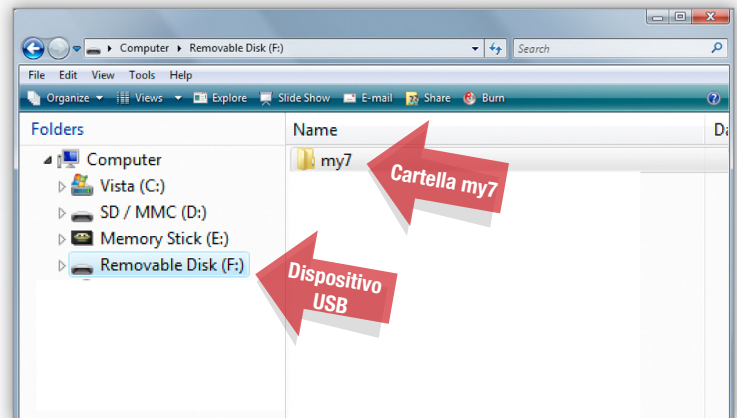 Computer ▸ Removable Disk (F:)
Search
File Edit View Tools Help
Organize Views Explore Slide Show E-mail Share Burn
Folders
Name
Da
Computer
my7
Cartella my7
Vista (C:)
SD / MMC (D:)
Memory Stick (E:)
Removable Disk (F:)
Dispositivo
USB